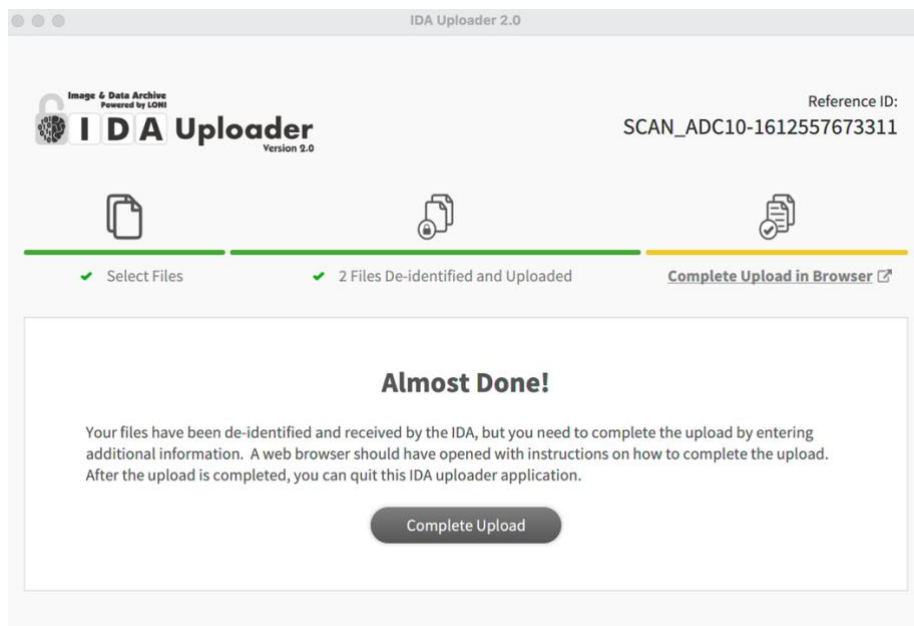 IDA Uploader 2.0
Image & Data Archive
Powered by LONI
IDA Uploader
Version 2.0
Reference ID:
SCAN_ADC10-1612557673311
Select Files
2 Files De-identified and Uploaded
Complete Upload in Browser
Almost Done!
Your files have been de-identified and received by the IDA, but you need to complete the upload by entering
additional information. A web browser should have opened with instructions on how to complete the upload.
After the upload is completed, you can quit this IDA uploader application.
Complete Upload